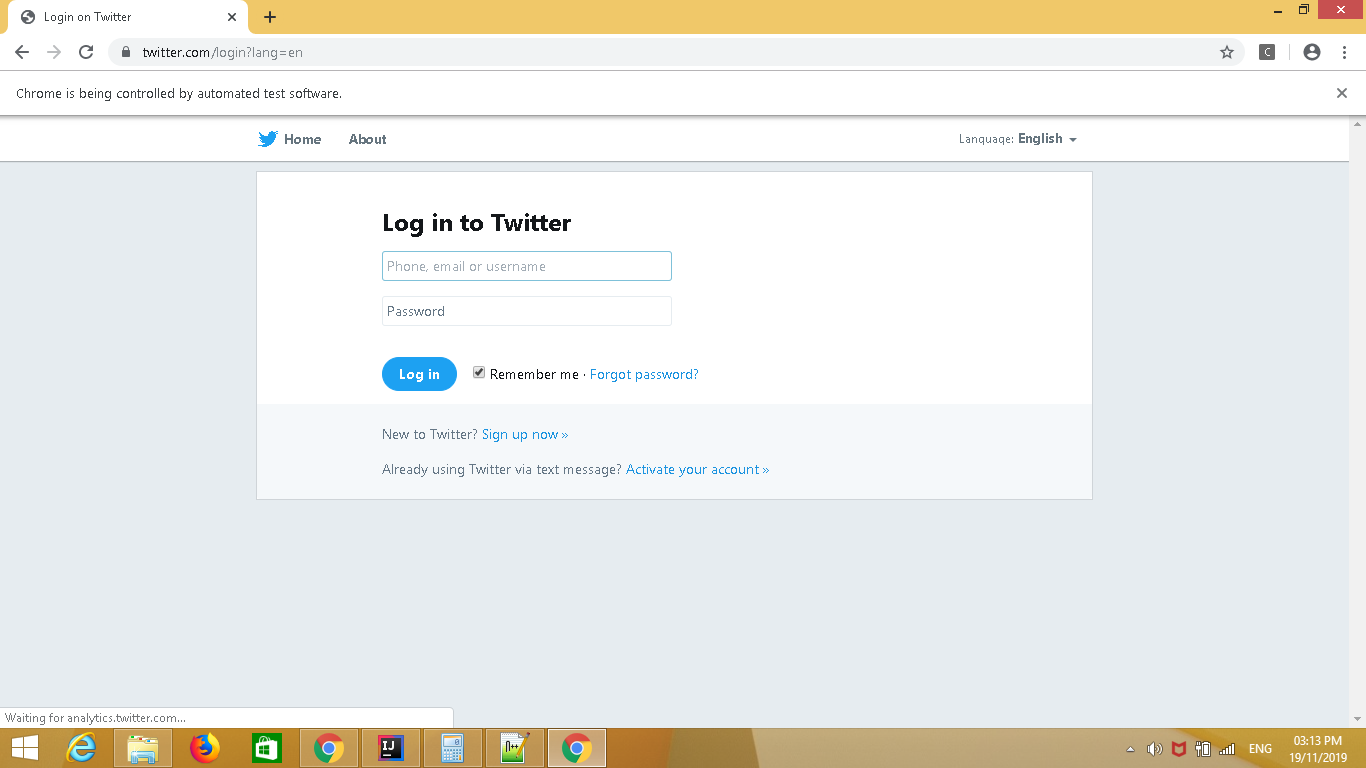 Login on Twitter
twitter.com/login?lang=en
C
Chrome is being controlled by automated test software.
Home About Language: English
Log in to Twitter
Phone, email or username
Password
Log in Remember me · Forgot password?
New to Twitter? Sign up now »
Already using Twitter via text message? Activate your account »
Waiting for analytics.twitter.com...
IJ
ENG
03:13 PM
19/11/2019